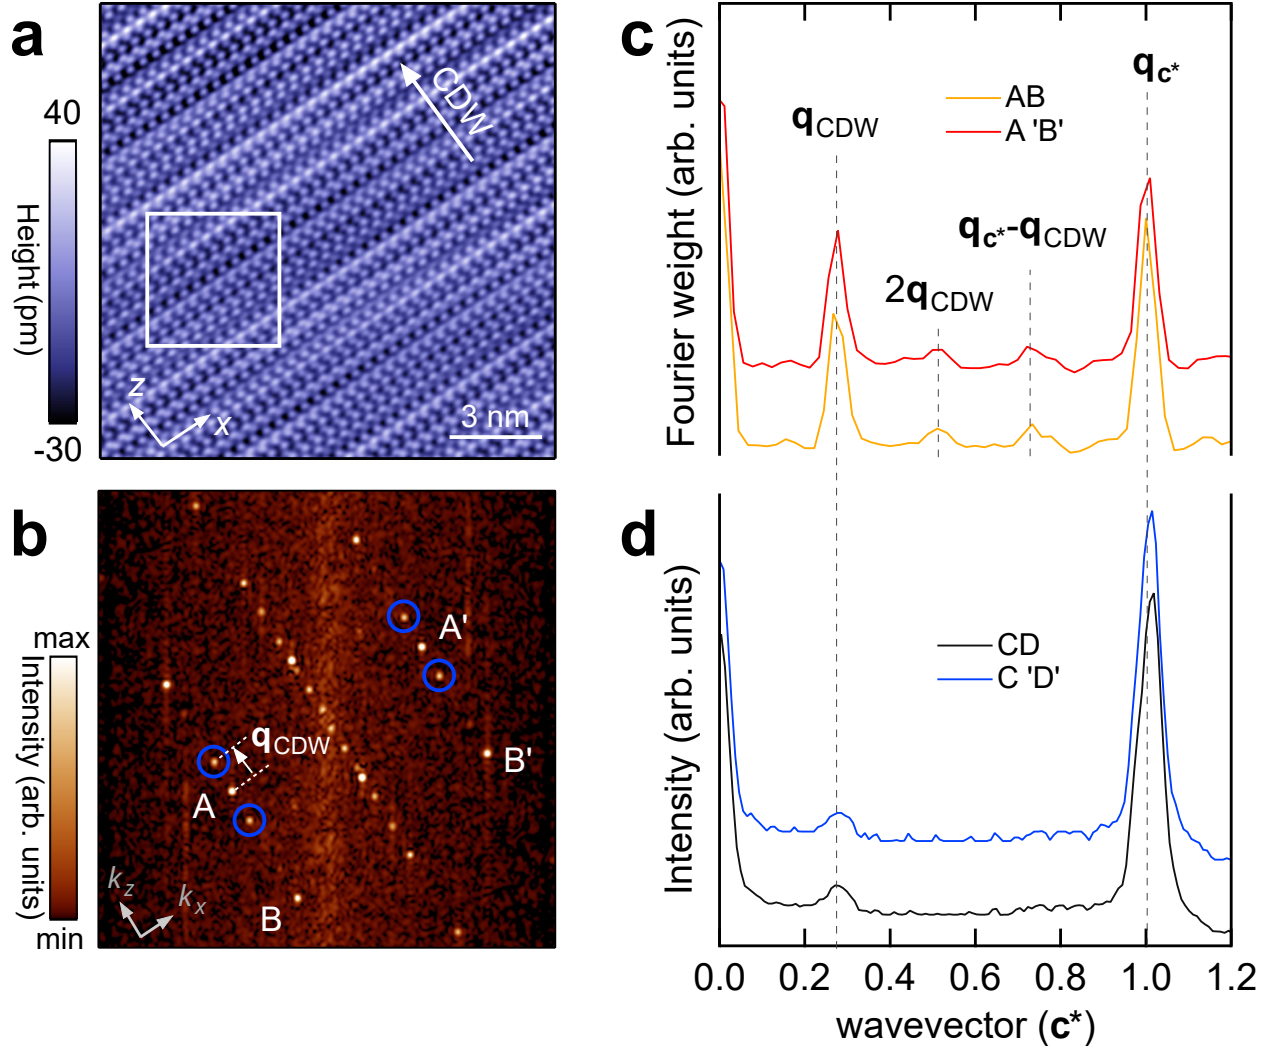 a
40
Height(pm)
-30
CDW
z
x
3 nm
b
max
Intensity (arb. units)
min
A'
B'
qCDW
A
B
kz
kx
c
Fourier weight (arb. units)
qCDW
2qCDW
qc*-qCDW
qc*
AB
A 'B'
d
Intensity (arb. units)
CD
C 'D'
0.0 0.2 0.4 0.6 0.8 1.0 1.2
wavevector (c*)